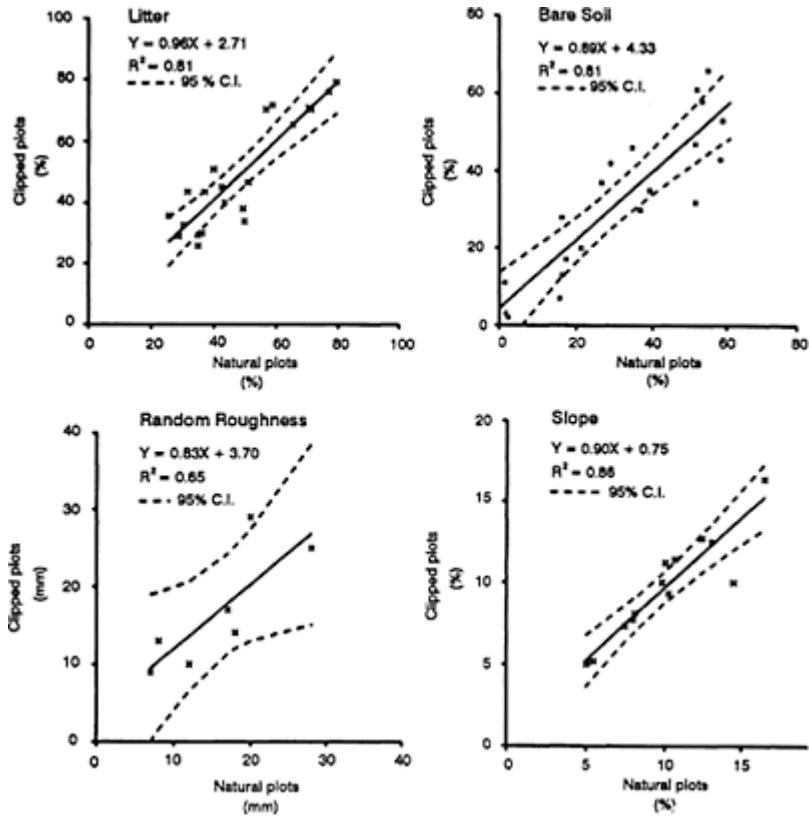 Litter
Y = 0.96X + 2.71
R² = 0.81
95 % C.I.
100
80
60
40
20
0
Clipped plots
(%)
0
20
40
60
80
100
Natural plots
(%)
Bare Soil
Y = 0.89X + 4.33
R² = 0.81
95% C.I.
80
60
40
20
0
Clipped plots
(%)
0
20
40
60
80
Natural plots
(%)
Random Roughness
Y = 0.83X + 3.70
R² = 0.65
95% C.I.
40
30
20
10
0
Clipped plots
(mm)
0
10
20
30
40
Natural plots
(mm)
Slope
Y = 0.90X + 0.75
R² = 0.86
95% C.I.
20
15
10
5
0
Clipped plots
(%)
0
5
10
15
Natural plots
(%)